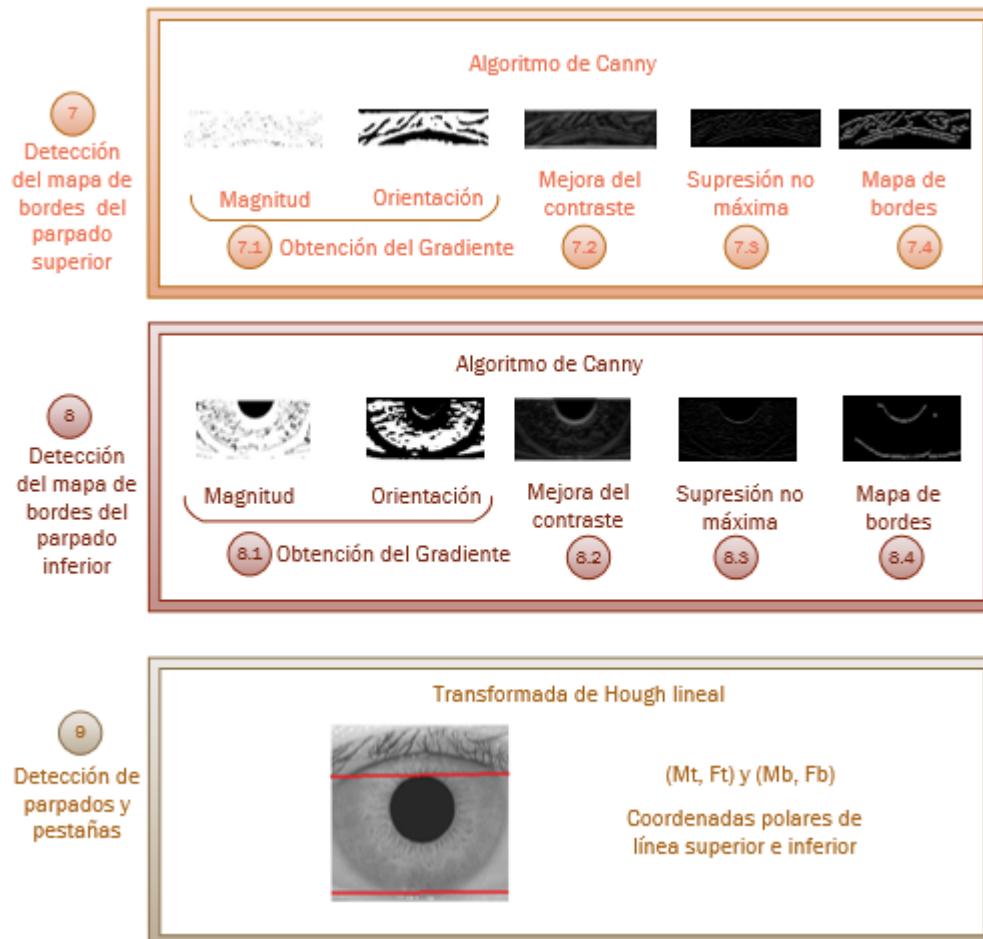 Algoritmo de Canny
7
Detección
del mapa de
bordes del
parpado
superior
Magnitud
Orientación
Mejora del
contraste
Supresión no
máxima
Mapa de
bordes
7.1
Obtención del Gradiente
7.2
7.3
7.4
Algoritmo de Canny
8
Detección
del mapa de
bordes del
parpado
inferior
Magnitud
Orientación
Mejora del
contraste
Supresión no
máxima
Mapa de
bordes
8.1
Obtención del Gradiente
8.2
8.3
8.4
Transformada de Hough lineal
9
Detección de
parpados y
pestañas
(Mt, Ft) y (Mb, Fb)
Coordenadas polares de
línea superior e inferior